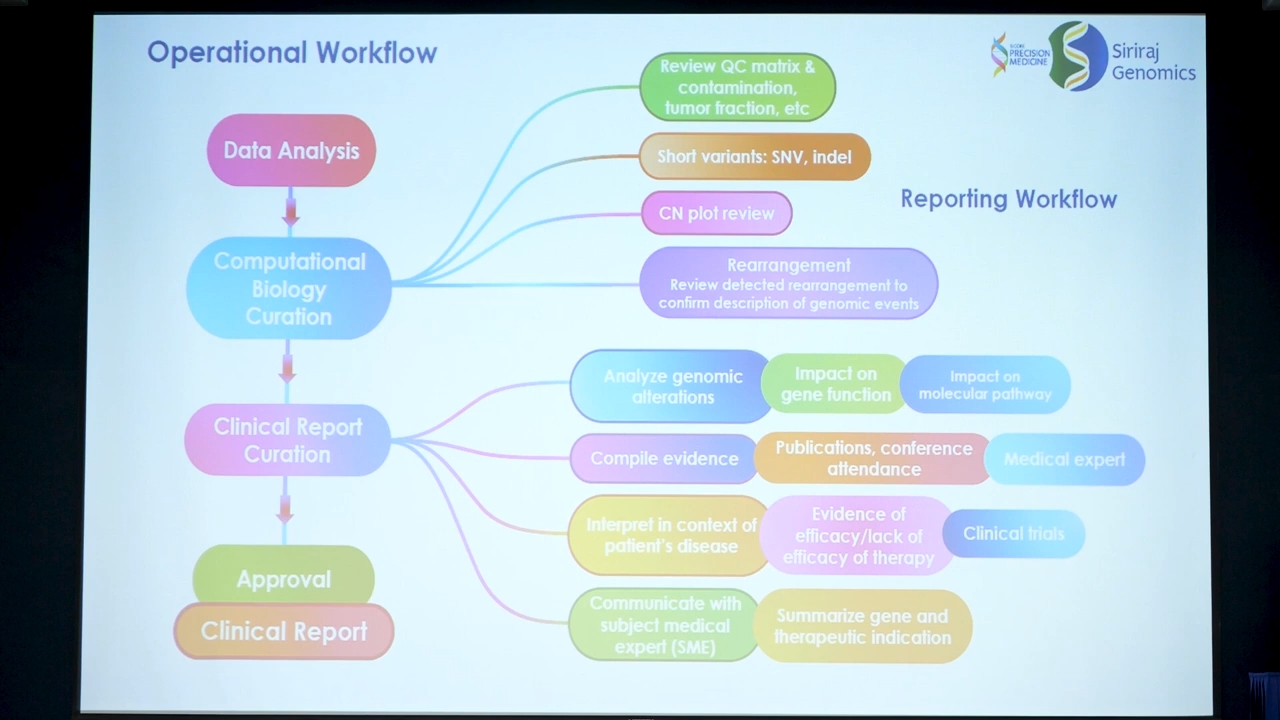 Operational Workflow
PRECISION
MEDICINE
Siriraj
Genomics
Data Analysis
Computational
Biology
Curation
Clinical Report
Curation
Approval
Clinical Report
Review QC matrix &
contamination,
tumor fraction, etc
Short variants: SNV, indel
CN plot review
Rearrangement
Review detected rearrangement to
confirm description of genomic events
Reporting Workflow
Analyze genomic
alterations
Impact on
gene function
Impact on
molecular pathway
Compile evidence
Publications, conference
attendance
Medical expert
Interpret in context of
patient's disease
Evidence of
efficacy/lack of
efficacy of therapy
Clinical trials
Communicate with
subject medical
expert (SME)
Summarize gene and
therapeutic indication